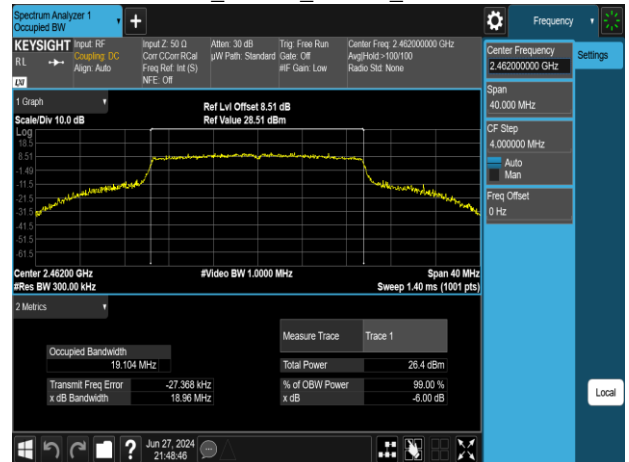 Spectrum Analyzer 1
Occupied BW
Frequency
KEYSIGHT
RL
LXI
Input: RF
Coupling: DC
Align: Auto
Input Z: 50 Ω
Corr CCorr RCal
Freq Ref: Int (S)
NFE: Off
Atten: 30 dB
µW Path: Standard
Trig: Free Run
Gate: Off
#IF Gain: Low
Center Freq: 2.462000000 GHz
Avg|Hold:>100/100
Radio Std: None
Center Frequency
2.462000000 GHz
Settings
Span
40.000 MHz
CF Step
4.000000 MHz
Auto
Man
Freq Offset
0 Hz
Local
1 Graph
Scale/Div 10.0 dB
Ref Lvl Offset 8.51 dB
Ref Value 28.51 dBm
Log
18.5
8.51
-1.49
-11.5
-21.5
-31.5
-41.5
-51.5
-61.5
Center 2.46200 GHz
#Video BW 1.0000 MHz
Span 40 MHz
#Res BW 300.00 kHz
Sweep 1.40 ms (1001 pts)
2 Metrics
Measure Trace Trace 1
Occupied Bandwidth
19.104 MHz
Total Power 26.4 dBm
Transmit Freq Error -27.368 kHz
% of OBW Power 99.00 %
x dB Bandwidth 18.96 MHz
x dB -6.00 dB
?
Jun 27, 2024
21:48:46